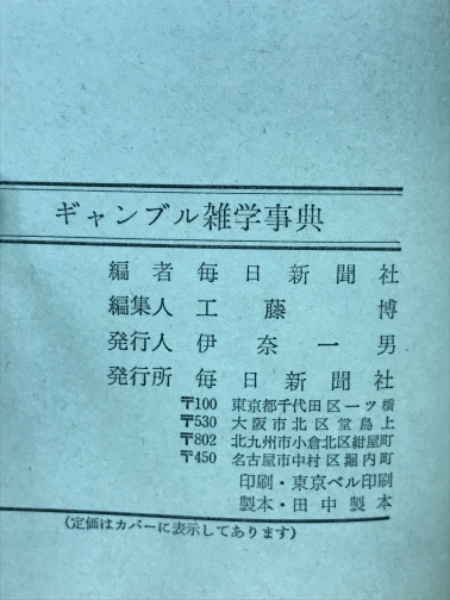 ギャンブル雑学事典
編者 毎日新聞社
編集人 工藤博
発行人 伊奈一男
発行所 毎日新聞社
〒100 東京都千代田区一ツ橋
〒530 大阪市北区堂島上
〒802 北九州市小倉北区紺屋町
〒450 名古屋市中村区堀内町
印刷・東京ベル印刷
製本・田中製本
(定価はカバーに表示してあります)